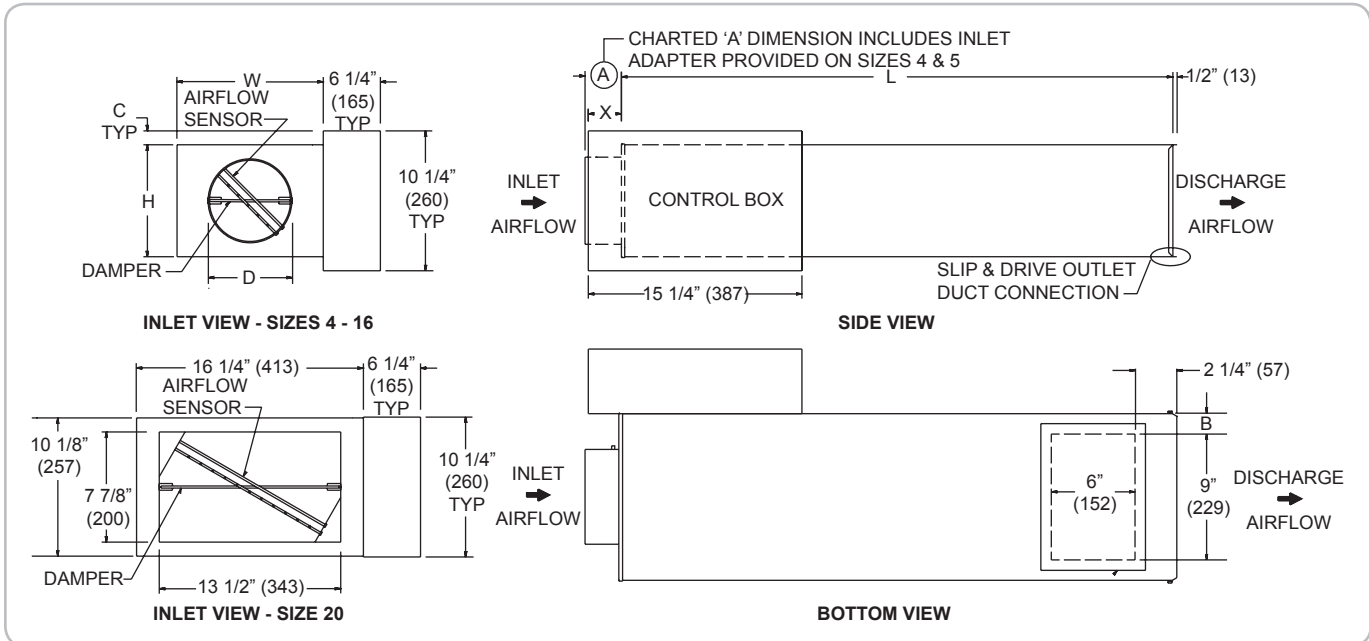 CHARTED ‘A’ DIMENSION INCLUDES INLET
ADAPTER PROVIDED ON SIZES 4 & 5
W
6 1/4”
(165)
TYP
AIRFLOW
SENSOR
C
TYP
H
10 1/4”
(260)
TYP
DAMPER
D
INLET VIEW - SIZES 4 - 16
A
X
L
1/2” (13)
INLET
AIRFLOW
CONTROL BOX
DISCHARGE
AIRFLOW
SLIP & DRIVE OUTLET
DUCT CONNECTION
15 1/4” (387)
SIDE VIEW
16 1/4” (413)
6 1/4”
(165)
TYP
AIRFLOW
SENSOR
10 1/8”
(257)
7 7/8”
(200)
10 1/4”
(260)
TYP
DAMPER
13 1/2” (343)
INLET VIEW - SIZE 20
2 1/4” (57)
B
INLET
AIRFLOW
6”
(152)
9”
(229)
DISCHARGE
AIRFLOW
BOTTOM VIEW